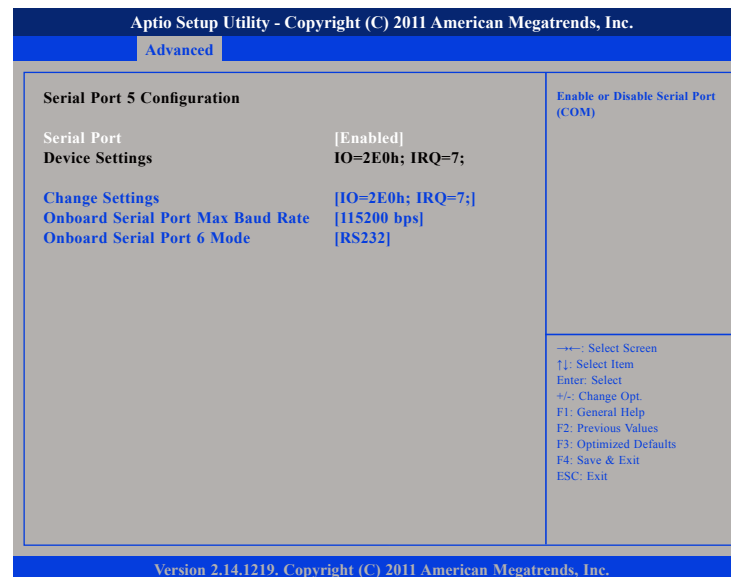 Aptio Setup Utility - Copyright (C) 2011 American Megatrends, Inc.
Advanced
Serial Port 5 Configuration
Serial Port [Enabled]
Device Settings IO=2E0h; IRQ=7;
Change Settings [IO=2E0h; IRQ=7;]
Onboard Serial Port Max Baud Rate [115200 bps]
Onboard Serial Port 6 Mode [RS232]
Enable or Disable Serial Port
(COM)
→←: Select Screen
↑↓: Select Item
Enter: Select
+/-: Change Opt.
F1: General Help
F2: Previous Values
F3: Optimized Defaults
F4: Save & Exit
ESC: Exit
Version 2.14.1219. Copyright (C) 2011 American Megatrends, Inc.